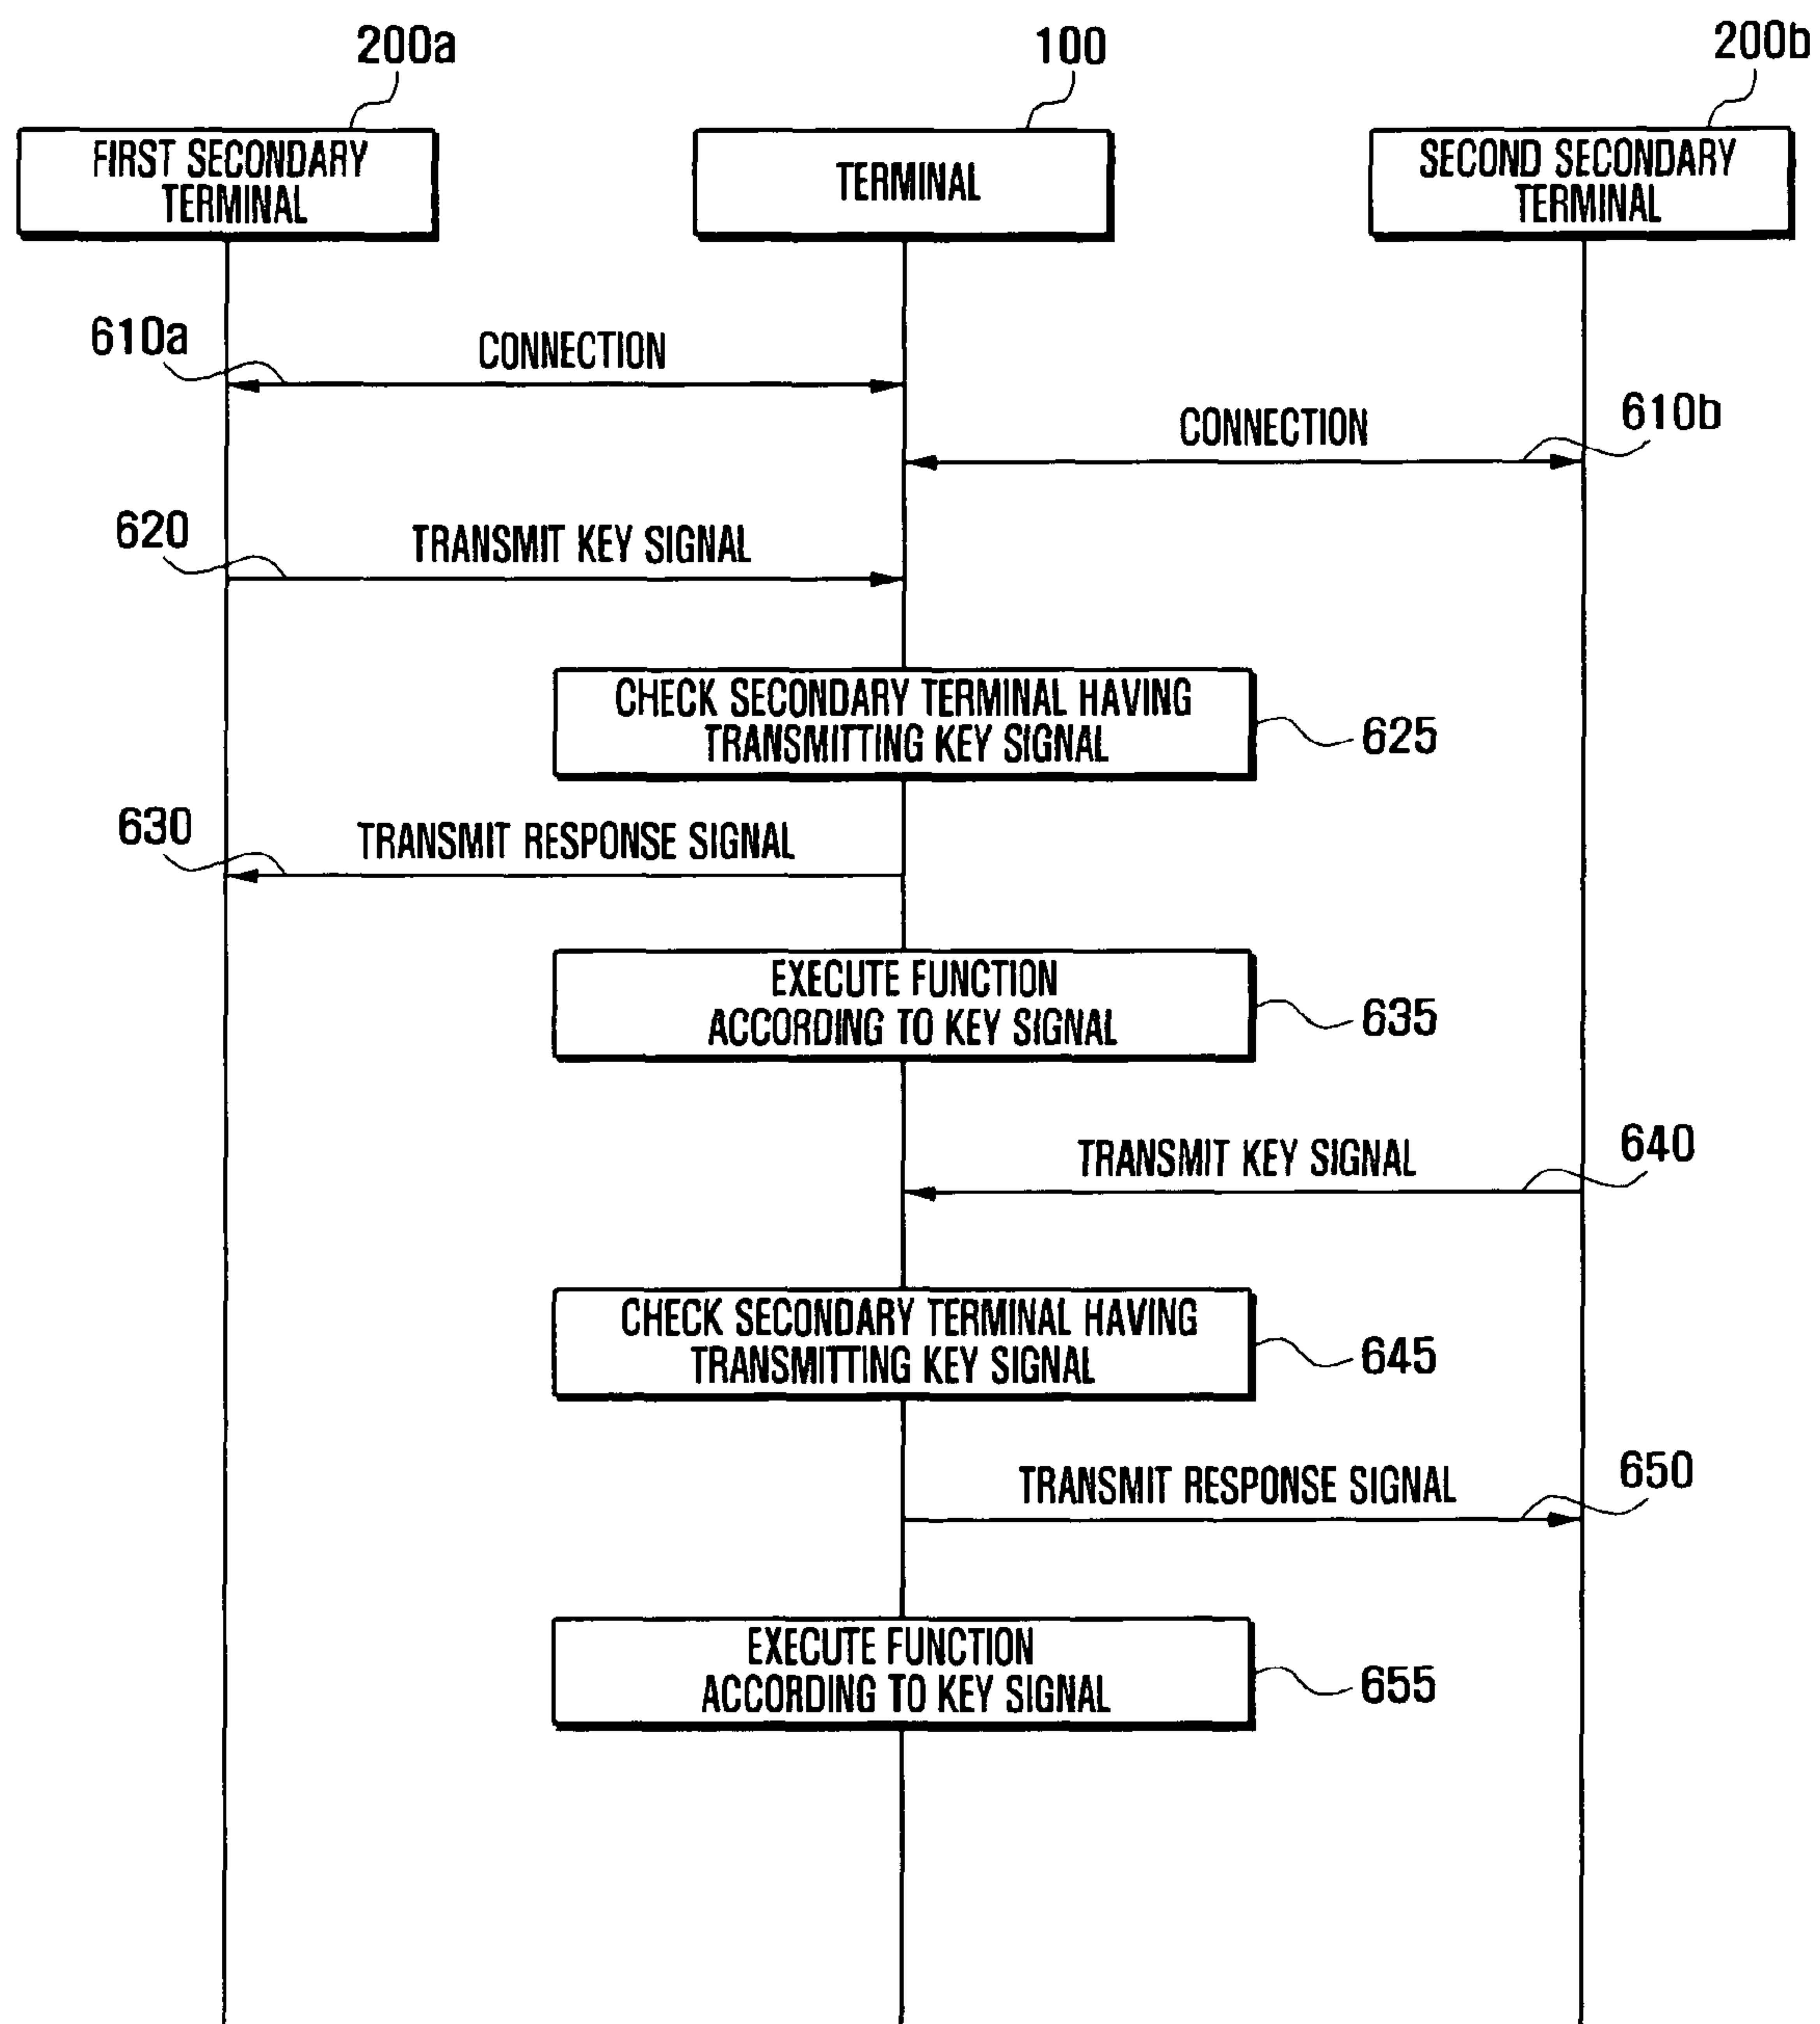 200a
100
200b
FIRST SECONDARY
TERMINAL
TERMINAL
SECOND SECONDARY
TERMINAL
610a
CONNECTION
CONNECTION
610b
620
TRANSMIT KEY SIGNAL
CHECK SECONDARY TERMINAL HAVING
TRANSMITTING KEY SIGNAL
625
630
TRANSMIT RESPONSE SIGNAL
EXECUTE FUNCTION
ACCORDING TO KEY SIGNAL
635
TRANSMIT KEY SIGNAL
640
CHECK SECONDARY TERMINAL HAVING
TRANSMITTING KEY SIGNAL
645
TRANSMIT RESPONSE SIGNAL
650
EXECUTE FUNCTION
ACCORDING TO KEY SIGNAL
655